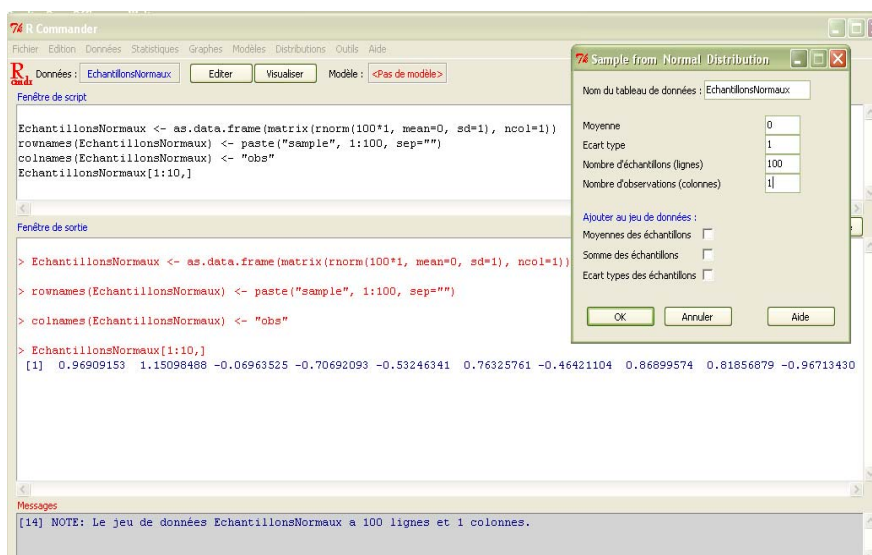 R Commander
Fichier Edition Données Statistiques Graphes Modèles Distributions Outils Aide
R cmdr Données : EchantillonsNormaux Editer Visualiser Modèle : <Pas de modèle>
Fenêtre de script
EchantillonsNormaux <- as.data.frame(matrix(rnorm(100*1, mean=0, sd=1), ncol=1))
rownames(EchantillonsNormaux) <- paste("sample", 1:100, sep="")
colnames(EchantillonsNormaux) <- "obs"
EchantillonsNormaux[1:10,]
Fenêtre de sortie
> EchantillonsNormaux <- as.data.frame(matrix(rnorm(100*1, mean=0, sd=1), ncol=1))
> rownames(EchantillonsNormaux) <- paste("sample", 1:100, sep="")
> colnames(EchantillonsNormaux) <- "obs"
> EchantillonsNormaux[1:10,]
[1] 0.96909153 1.15098488 -0.06963525 -0.70692093 -0.53246341 0.76325761 -0.46421104 0.86899574 0.81856879 -0.96713430
Messages
[14] NOTE: Le jeu de données EchantillonsNormaux a 100 lignes et 1 colonnes.
Sample from Normal Distribution
Nom du tableau de données : EchantillonsNormaux
Moyenne 0
Ecart type 1
Nombre d'échantillons (lignes) 100
Nombre d'observations (colonnes) 1
Ajouter au jeu de données :
Moyennes des échantillons
Somme des échantillons
Ecart types des échantillons
OK Annuler Aide